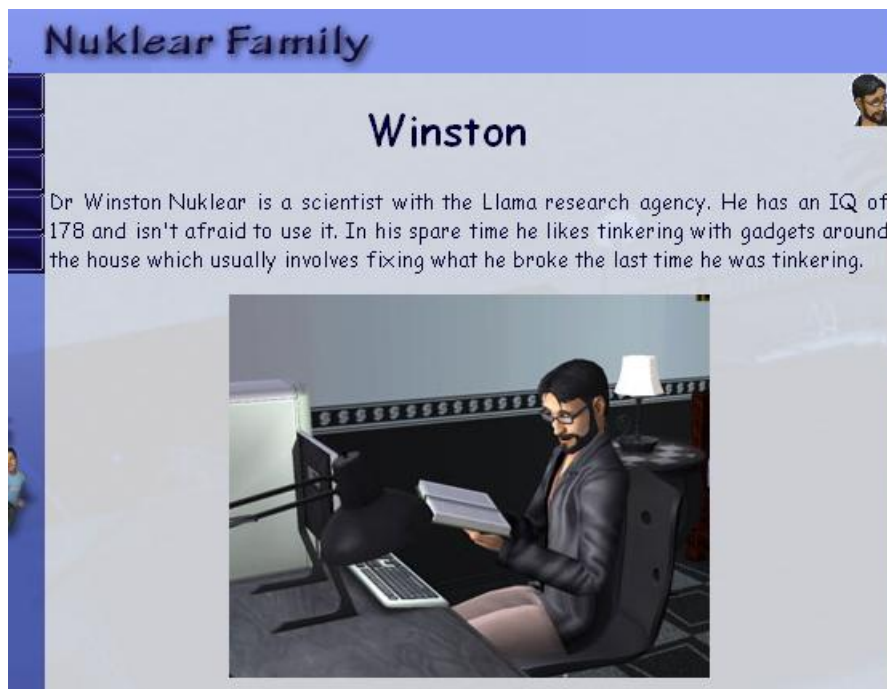 Nuklear Family
Winston
Dr Winston Nuklear is a scientist with the Llama research agency. He has an IQ of
178 and isn't afraid to use it. In his spare time he likes tinkering with gadgets around
the house which usually involves fixing what he broke the last time he was tinkering.